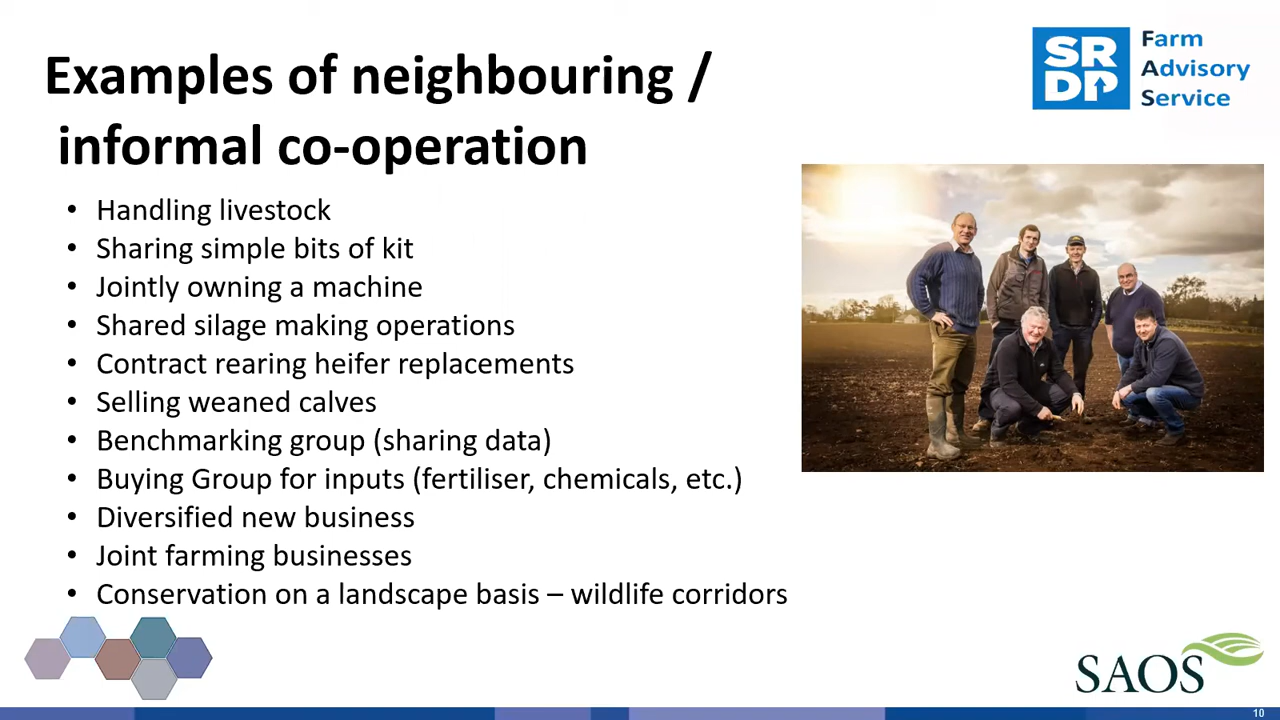 Examples of neighbouring /
informal co-operation
SR
DP
Farm
Advisory
Service
• Handling livestock
• Sharing simple bits of kit
• Jointly owning a machine
• Shared silage making operations
• Contract rearing heifer replacements
• Selling weaned calves
• Benchmarking group (sharing data)
• Buying Group for inputs (fertiliser, chemicals, etc.)
• Diversified new business
• Joint farming businesses
• Conservation on a landscape basis – wildlife corridors
SAOS
10